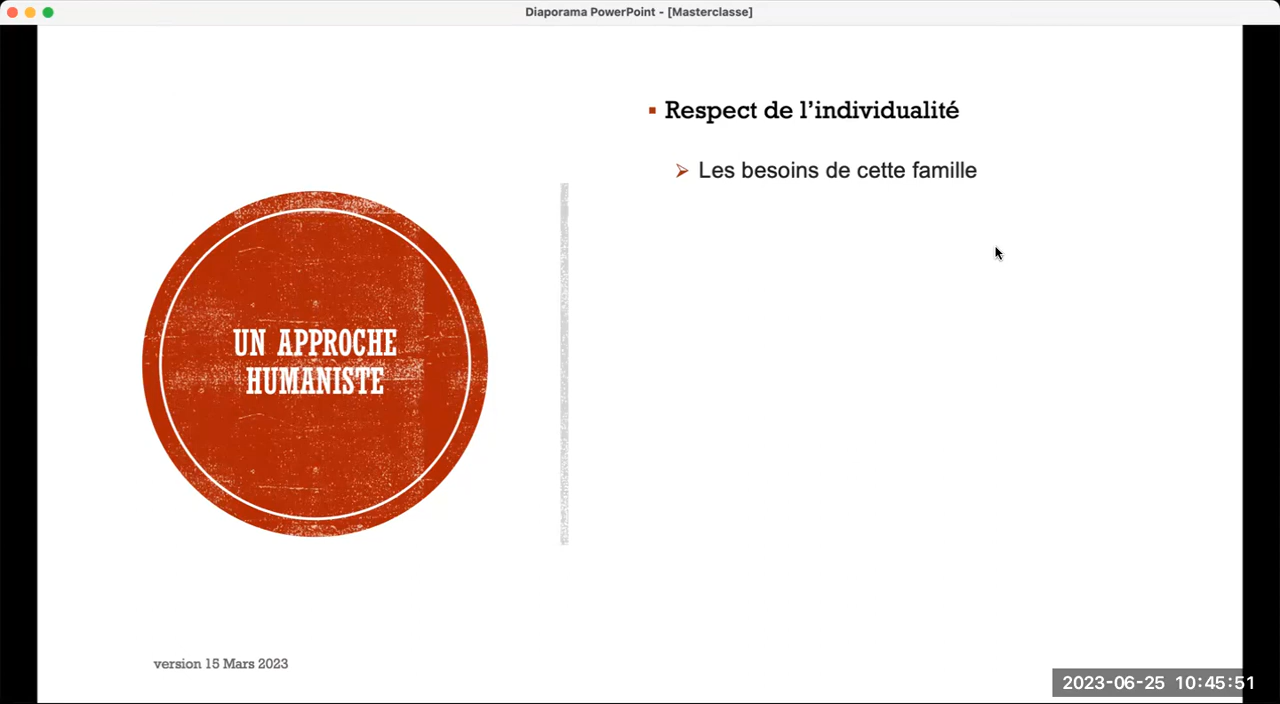 Diaporama PowerPoint - [Masterclasse]
Respect de l’individualité
Les besoins de cette famille
UN APPROCHE
HUMANISTE
version 15 Mars 2023
2023-06-25 10:45:51